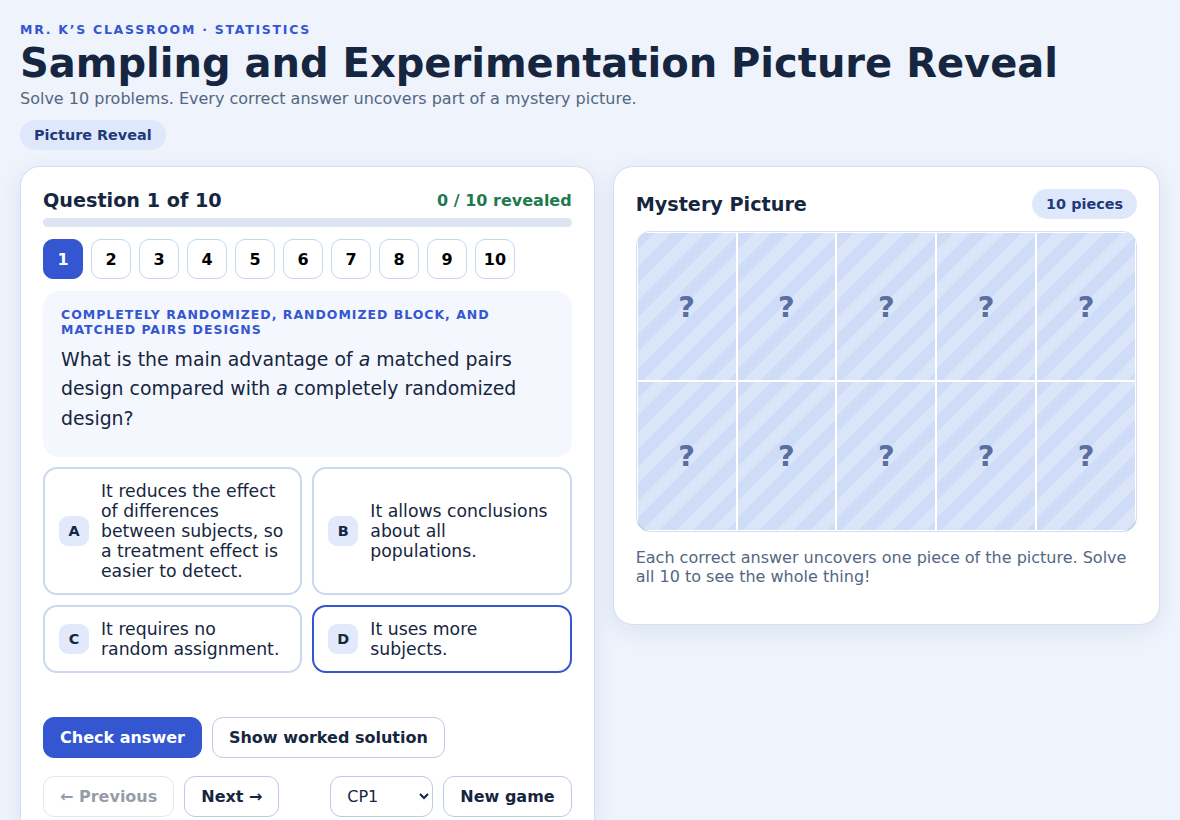 MR. K’S CLASSROOM · STATISTICS
Sampling and Experimentation Picture Reveal
Solve 10 problems. Every correct answer uncovers part of a mystery picture.
Picture Reveal
Question 1 of 10
0 / 10 revealed
1 2 3 4 5 6 7 8 9 10
COMPLETELY RANDOMIZED, RANDOMIZED BLOCK, AND
MATCHED PAIRS DESIGNS
What is the main advantage of a matched pairs
design compared with a completely randomized
design?
A
It reduces the effect
of differences
between subjects, so
a treatment effect is
easier to detect.
B
It allows conclusions
about all
populations.
C
It requires no
random assignment.
D
It uses more
subjects.
Check answer
Show worked solution
← Previous
Next →
CP1
New game
Mystery Picture
10 pieces
? ? ? ? ?
? ? ? ? ?
Each correct answer uncovers one piece of the picture. Solve
all 10 to see the whole thing!